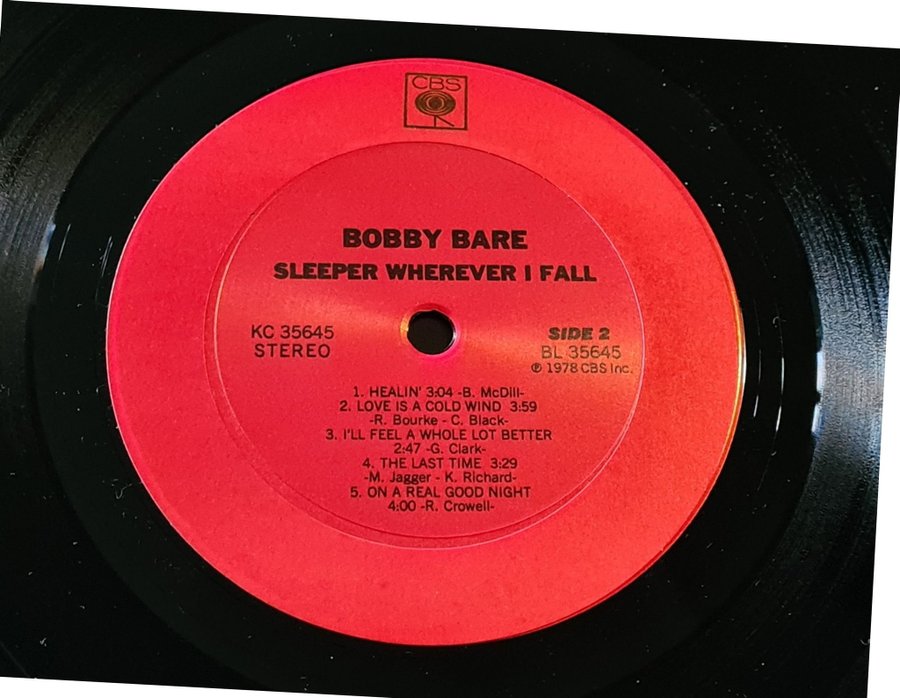 CBS
BOBBY BARE
SLEEPER WHEREVER I FALL
KC 35645
STEREO
SIDE 2
BL 35645
℗ 1978 CBS Inc.
1. HEALIN' 3:04 -B. McDill-
2. LOVE IS A COLD WIND 3:59
-R. Bourke - C. Black-
3. I'LL FEEL A WHOLE LOT BETTER
2:47 -G. Clark-
4. THE LAST TIME 3:29
-M. Jagger - K. Richard-
5. ON A REAL GOOD NIGHT
4:00 -R. Crowell-